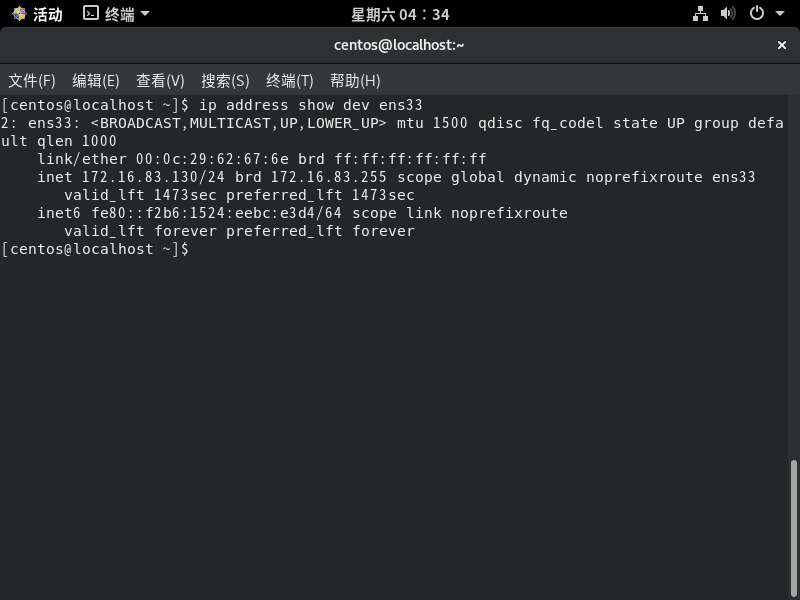 活动 终端 星期六 04：34
centos@localhost:~ ×
文件(F) 编辑(E) 查看(V) 搜索(S) 终端(T) 帮助(H)
[centos@localhost ~]$ ip address show dev ens33
2: ens33: <BROADCAST,MULTICAST,UP,LOWER_UP> mtu 1500 qdisc fq_codel state UP group defa
ult qlen 1000
    link/ether 00:0c:29:62:67:6e brd ff:ff:ff:ff:ff:ff
    inet 172.16.83.130/24 brd 172.16.83.255 scope global dynamic noprefixroute ens33
       valid_lft 1473sec preferred_lft 1473sec
    inet6 fe80::f2b6:1524:eebc:e3d4/64 scope link noprefixroute
       valid_lft forever preferred_lft forever
[centos@localhost ~]$